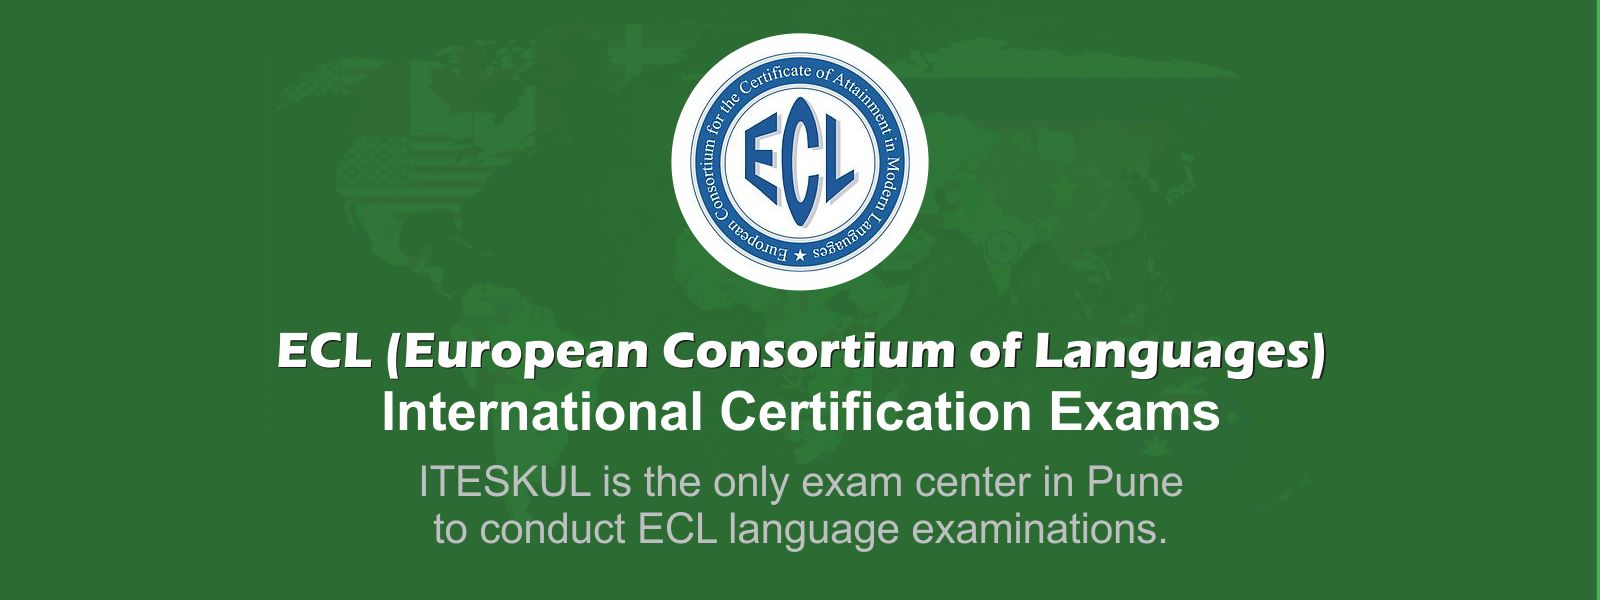 European Consortium for the Certificate of Attainment in Modern Languages ★
ECL
ECL (European Consortium of Languages)
International Certification Exams
ITESKUL is the only exam center in Pune
to conduct ECL language examinations.